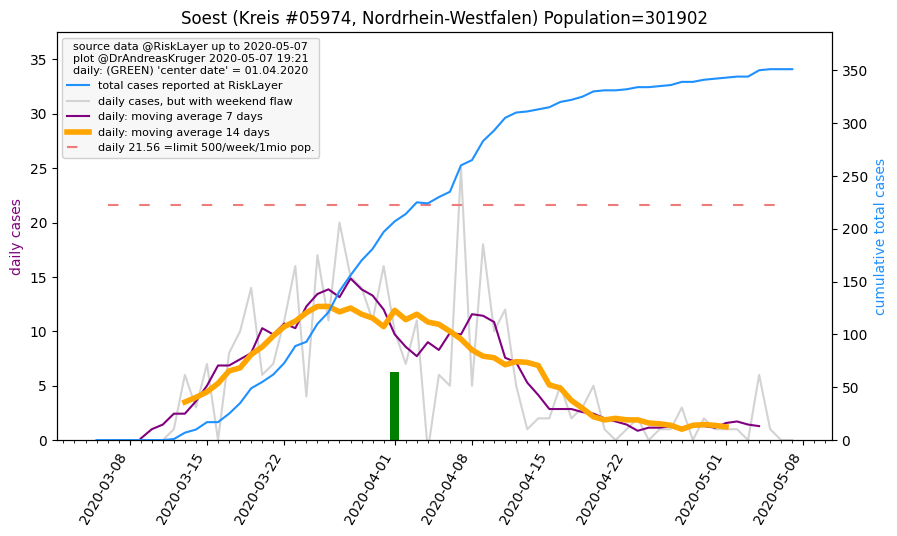 Soest (Kreis #05974, Nordrhein-Westfalen) Population=301902
source data @RiskLayer up to 2020-05-07
plot @DrAndreasKruger 2020-05-07 19:21
daily: (GREEN) 'center date' = 01.04.2020
total cases reported at RiskLayer
daily cases, but with weekend flaw
daily: moving average 7 days
daily: moving average 14 days
daily 21.56 =limit 500/week/1mio pop.
daily cases
35
30
25
20
15
10
5
0
350
300
250
200
150
100
50
0
cumulative total cases
2020-03-08
2020-03-15
2020-03-22
2020-04-01
2020-04-08
2020-04-15
2020-04-22
2020-05-01
2020-05-08